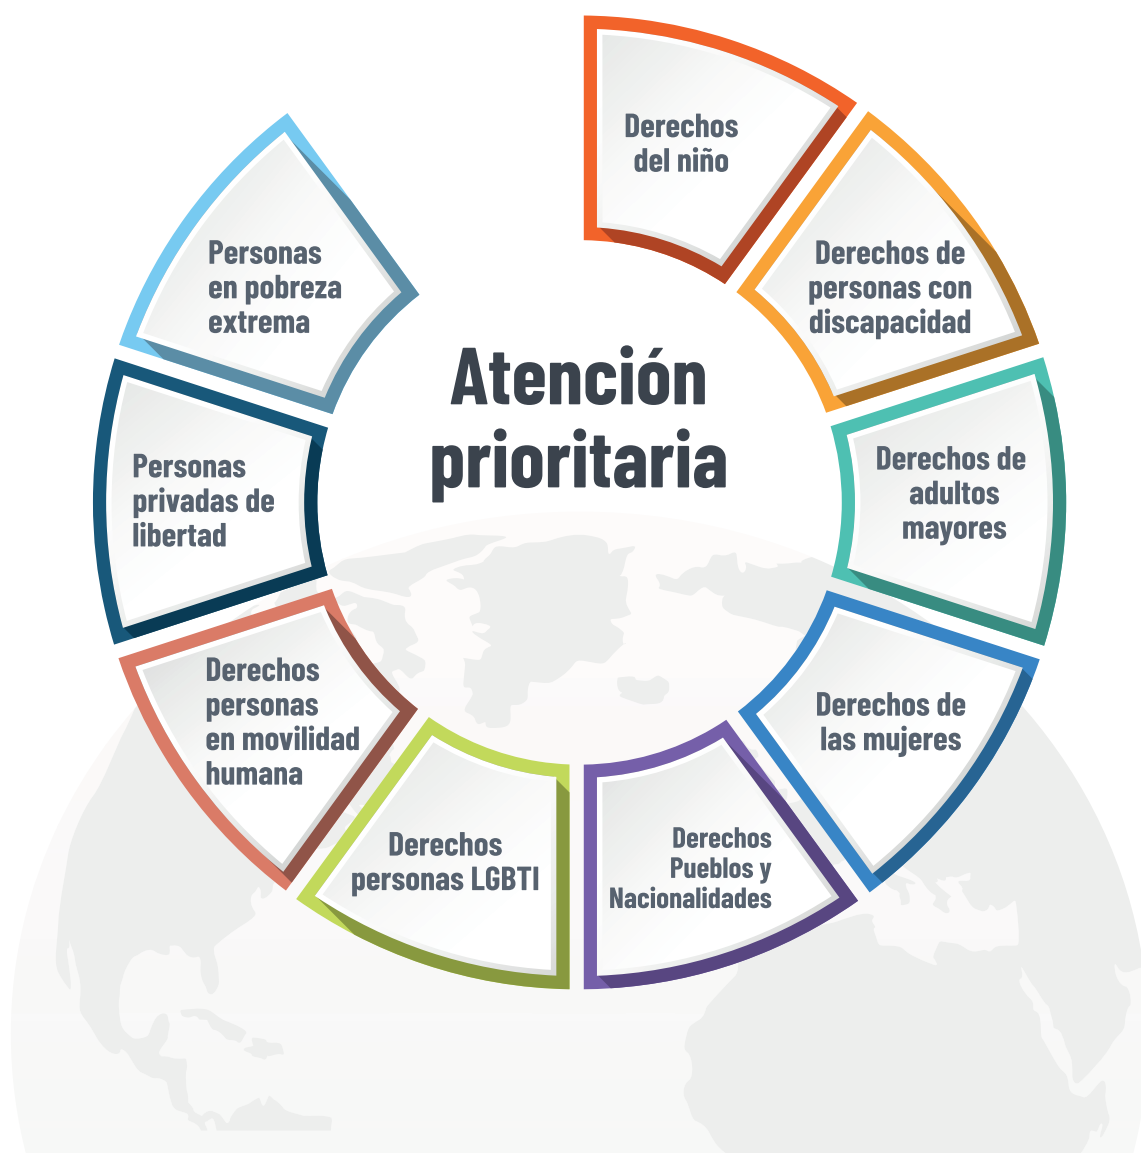 Atención
prioritaria
Derechos
del niño
Derechos de
personas con
discapacidad
Derechos de
adultos
mayores
Derechos de
las mujeres
Derechos
Pueblos y
Nacionalidades
Derechos
personas LGBTI
Derechos
personas
en movilidad
humana
Personas
privadas de
libertad
Personas
en pobreza
extrema